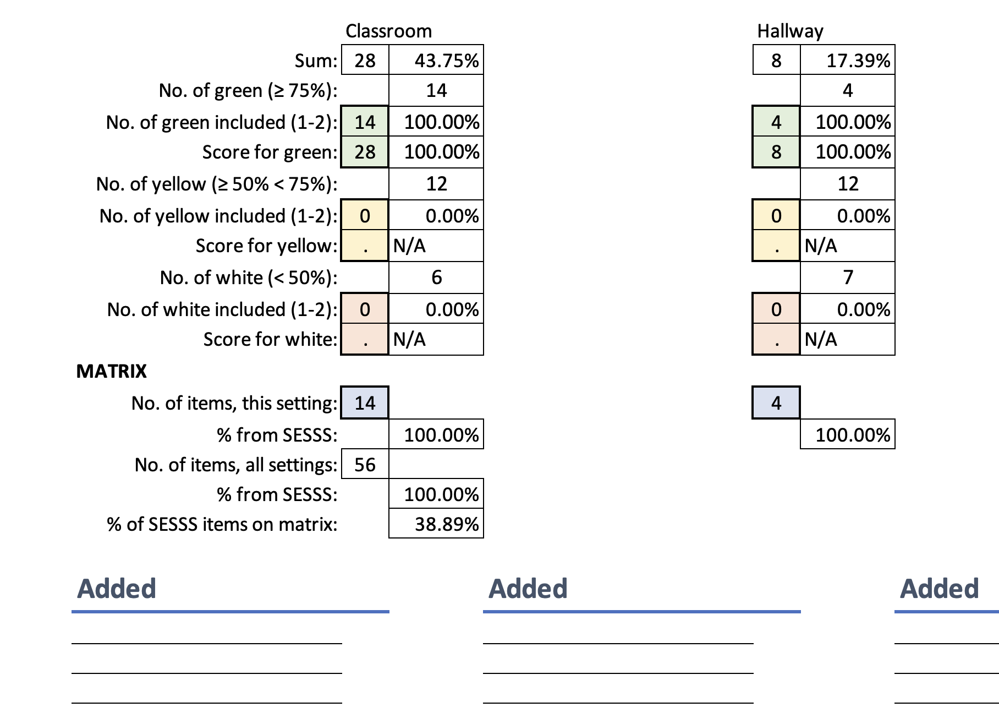 Classroom Hallway
Sum: 28 43.75% 8 17.39%
No. of green (≥ 75%): 14 4
No. of green included (1-2): 14 100.00% 4 100.00%
Score for green: 28 100.00% 8 100.00%
No. of yellow (≥ 50% < 75%): 12 12
No. of yellow included (1-2): 0 0.00% 0 0.00%
Score for yellow: . N/A . N/A
No. of white (< 50%): 6 7
No. of white included (1-2): 0 0.00% 0 0.00%
Score for white: . N/A . N/A
MATRIX
No. of items, this setting: 14 4
% from SESSS: 100.00% 100.00%
No. of items, all settings: 56
% from SESSS: 100.00%
% of SESSS items on matrix: 38.89%
Added Added Added